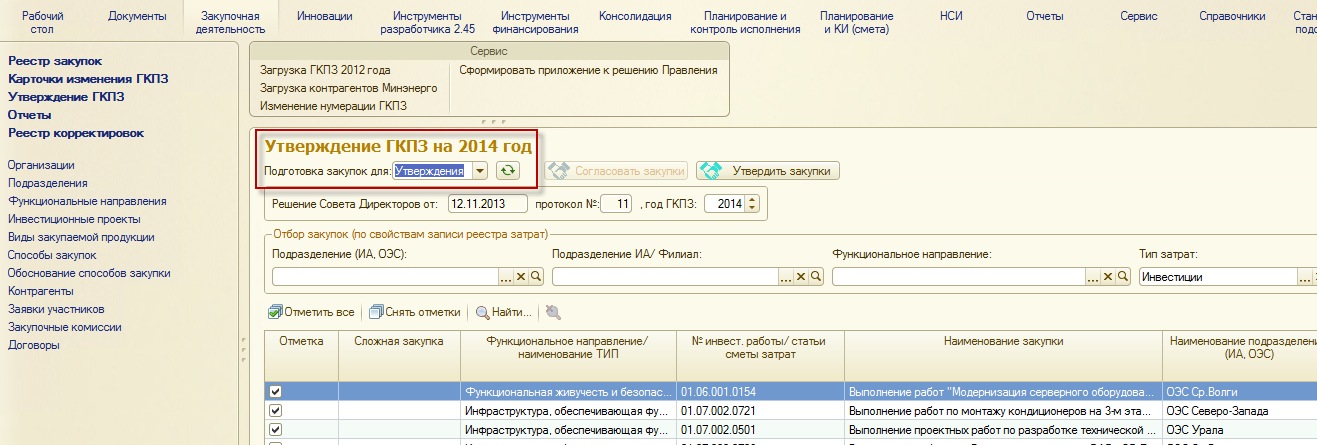 Рабочий стол
Документы
Закупочная деятельность
Инновации
Инструменты разработчика 2.45
Инструменты финансирования
Консолидация
Планирование и контроль исполнения
Планирование и КИ (смета)
НСИ
Отчеты
Сервис
Справочники
Реестр закупок
Карточки изменения ГКПЗ
Утверждение ГКПЗ
Отчеты
Реестр корректировок
Организации
Подразделения
Функциональные направления
Инвестиционные проекты
Виды закупаемой продукции
Способы закупок
Обоснование способов закупки
Контрагенты
Заявки участников
Закупочные комиссии
Договоры
Сервис
Загрузка ГКПЗ 2012 года
Сформировать приложение к решению Правления
Загрузка контрагентов Минэнерго
Изменение нумерации ГКПЗ
Утверждение ГКПЗ на 2014 год
Подготовка закупок для: Утверждения
Согласовать закупки
Утвердить закупки
Решение Совета Директоров от: 12.11.2013 протокол №: 11 , год ГКПЗ: 2014
Отбор закупок (по свойствам записи реестра затрат)
Подразделение (ИА, ОЭС): Подразделение ИА/ Филиал: Функциональное направление: Тип затрат:
Инвестиции
Отметить все Снять отметки Найти...
Отметка
Сложная закупка
Функциональное направление/ наименование ТИП
№ инвест. работы/ статьи сметы затрат
Наименование закупки
Наименование подразделен (ИА, ОЭС)
Функциональная живучесть и безопас... 01.06.001.0154 Выполнение работ "Модернизация серверного оборудова... ОЭС Ср.Волги
Инфраструктура, обеспечивающая фу... 01.07.002.0721 Выполнение работ по монтажу кондиционеров на 3-м эта... ОЭС Северо-Запада
Инфраструктура, обеспечивающая фу... 01.07.002.0501 Выполнение проектных работ по разработке технической ... ОЭС Урала